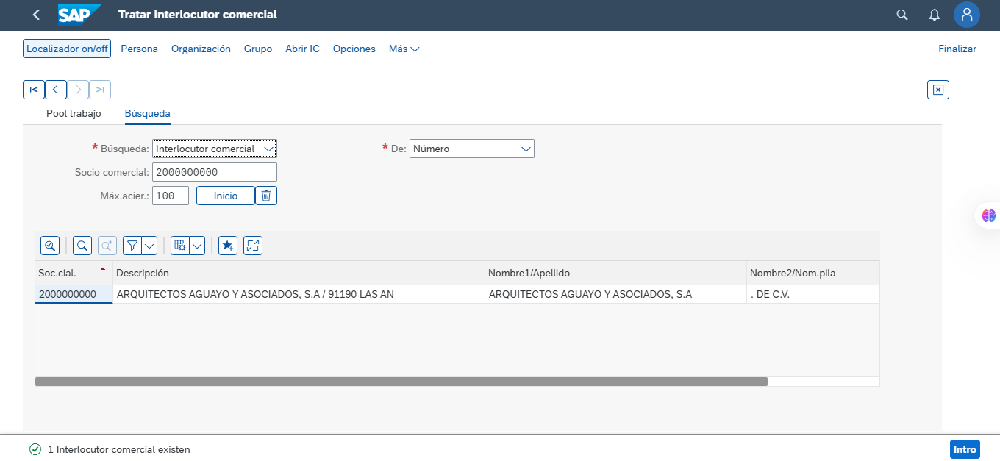 SAP Tratar interlocutor comercial
Localizador on/off Persona Organización Grupo Abrir IC Opciones Más Finalizar
Pool trabajo Búsqueda
* Búsqueda: Interlocutor comercial * De: Número
Socio comercial: 2000000000
Máx.acier.: 100 Inicio
Soc.cial. Descripción Nombre1/Apellido Nombre2/Nom.pila
2000000000 ARQUITECTOS AGUAYO Y ASOCIADOS, S.A / 91190 LAS AN ARQUITECTOS AGUAYO Y ASOCIADOS, S.A . DE C.V.
1 Interlocutor comercial existen Intro